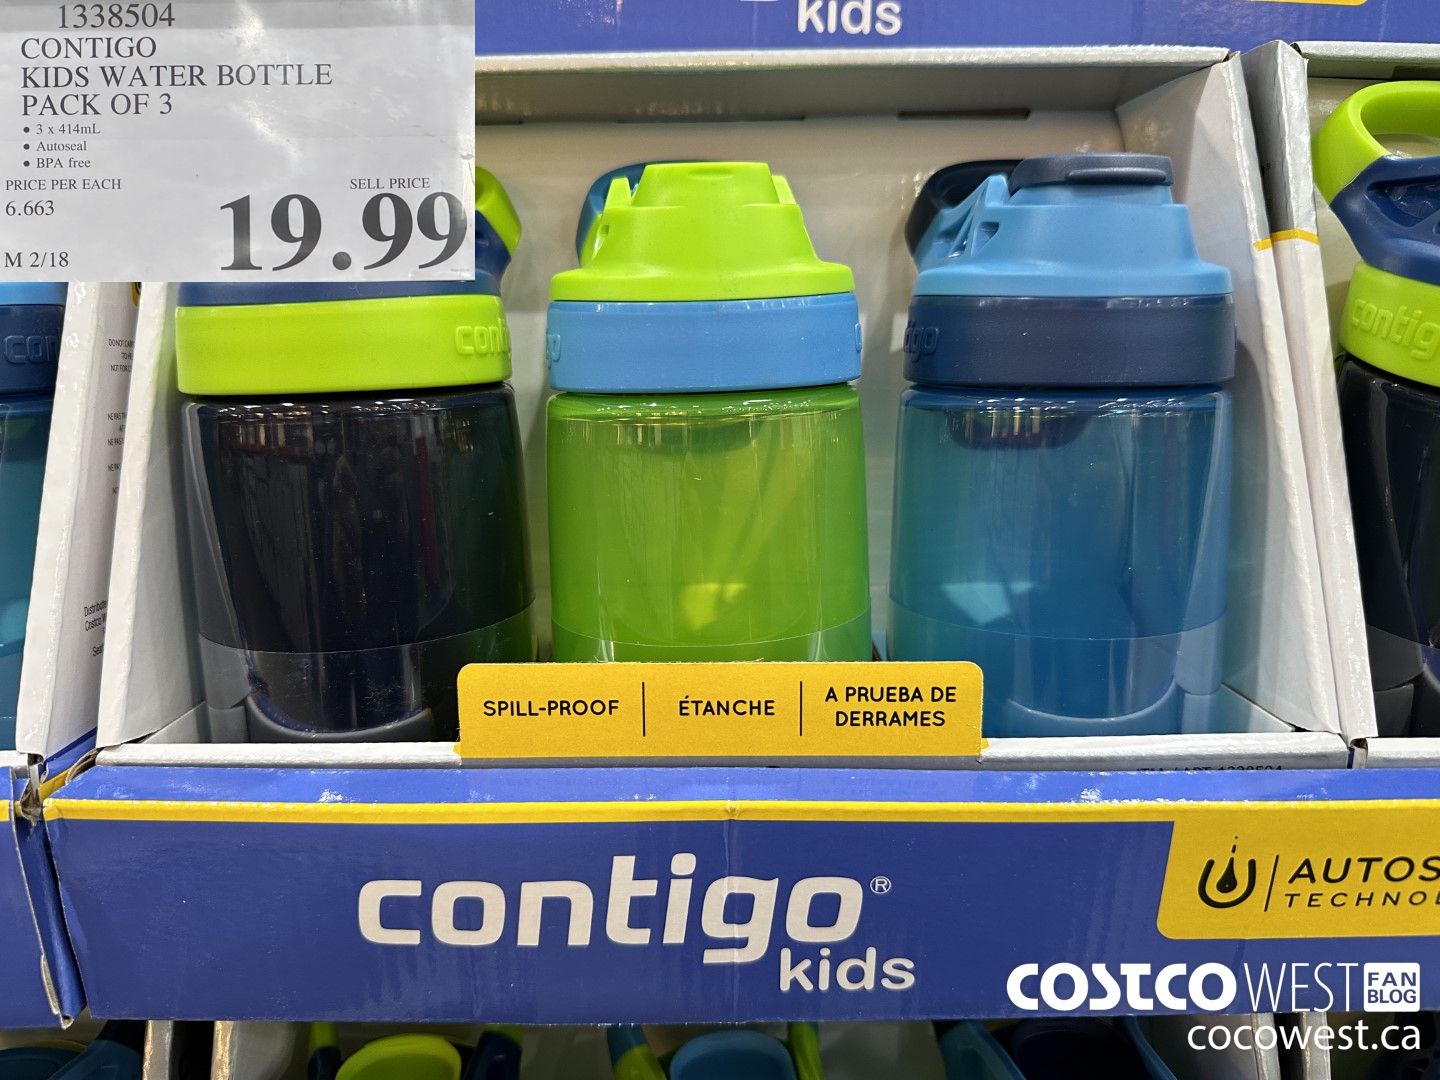 1338504
CONTIGO
KIDS WATER BOTTLE
PACK OF 3
• 3 x 414mL
• Autoseal
• BPA free
PRICE PER EACH
6.663
SELL PRICE
19.99
M 2/18
kids
contigo
SPILL-PROOF
ÉTANCHE
A PRUEBA DE
DERRAMES
contigo®
kids
AUTOS
TECHNOL
COSTCO WEST FAN BLOG
cocowest.ca